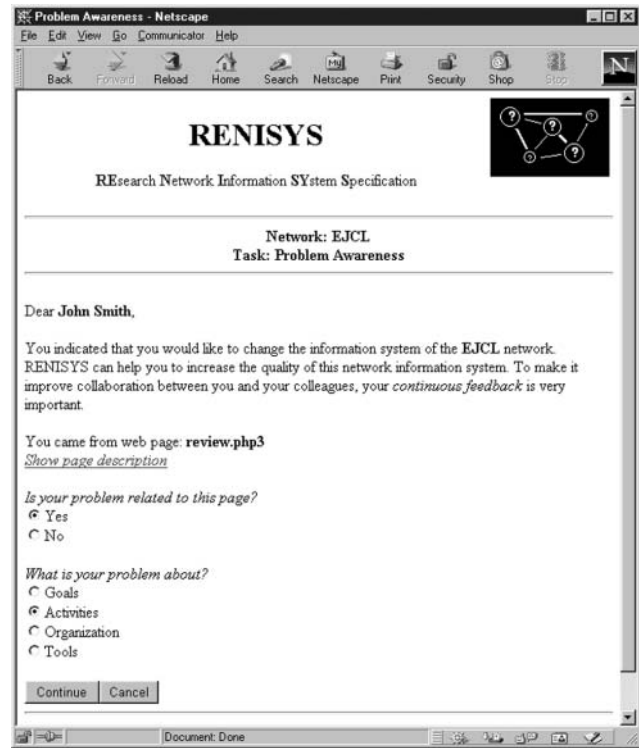 Problem Awareness - Netscape
File Edit View Go Communicator Help
Back Forward Reload Home Search Netscape Print Security Shop Stop
My
N
RENISYS
? ? ? ? ?
REsearch Network Information SYstem Specification
Network: EJCL
Task: Problem Awareness
Dear John Smith,
You indicated that you would like to change the information system of the EJCL network.
RENISYS can help you to increase the quality of this network information system. To make it
improve collaboration between you and your colleagues, your continuous feedback is very
important.
You came from web page: review.php3
Show page description
Is your problem related to this page?
Yes
No
What is your problem about?
Goals
Activities
Organization
Tools
Continue Cancel
Document: Done